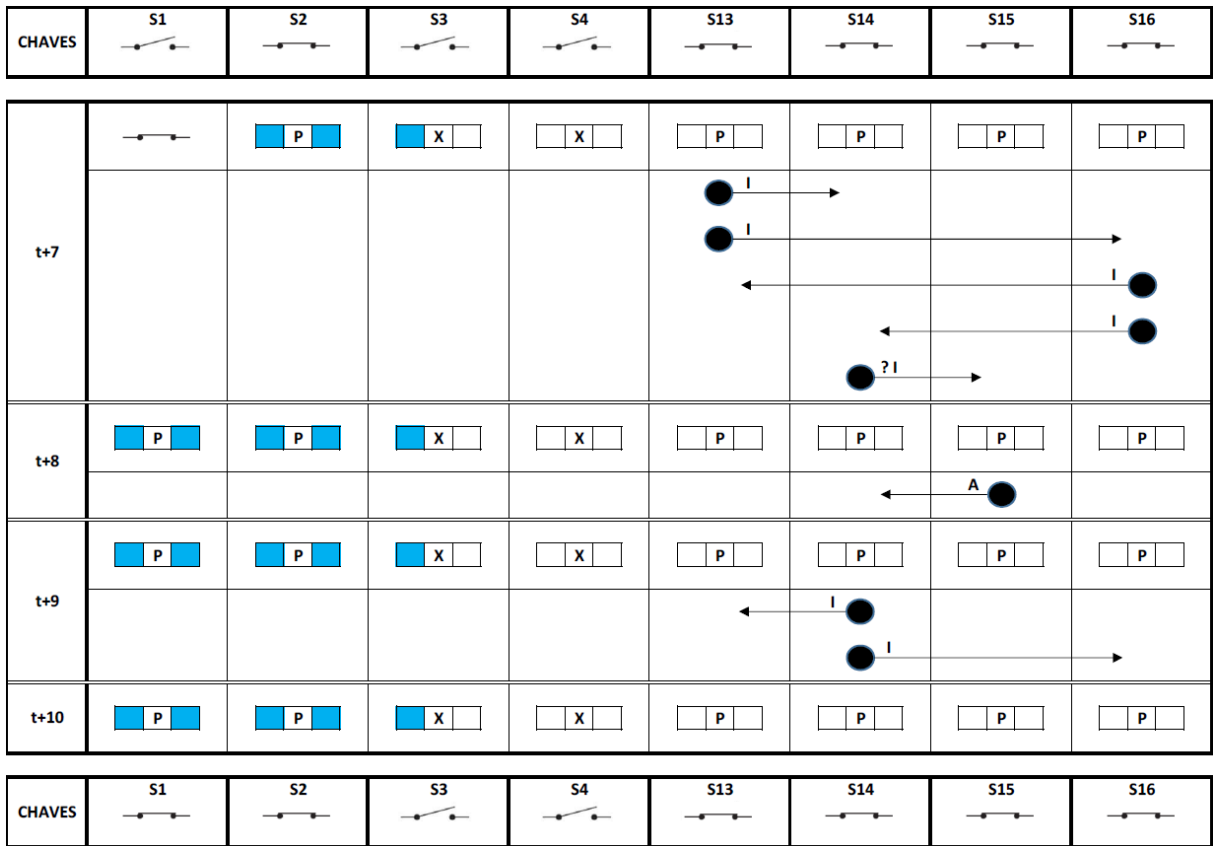 CHAVES S1 S2 S3 S4 S13 S14 S15 S16
P X X P P P P
I
I
t+7
I
I
? I
P P X X P P P P
t+8
A
P P X X P P P P
t+9
I
I
t+10 P P X X P P P P
CHAVES S1 S2 S3 S4 S13 S14 S15 S16